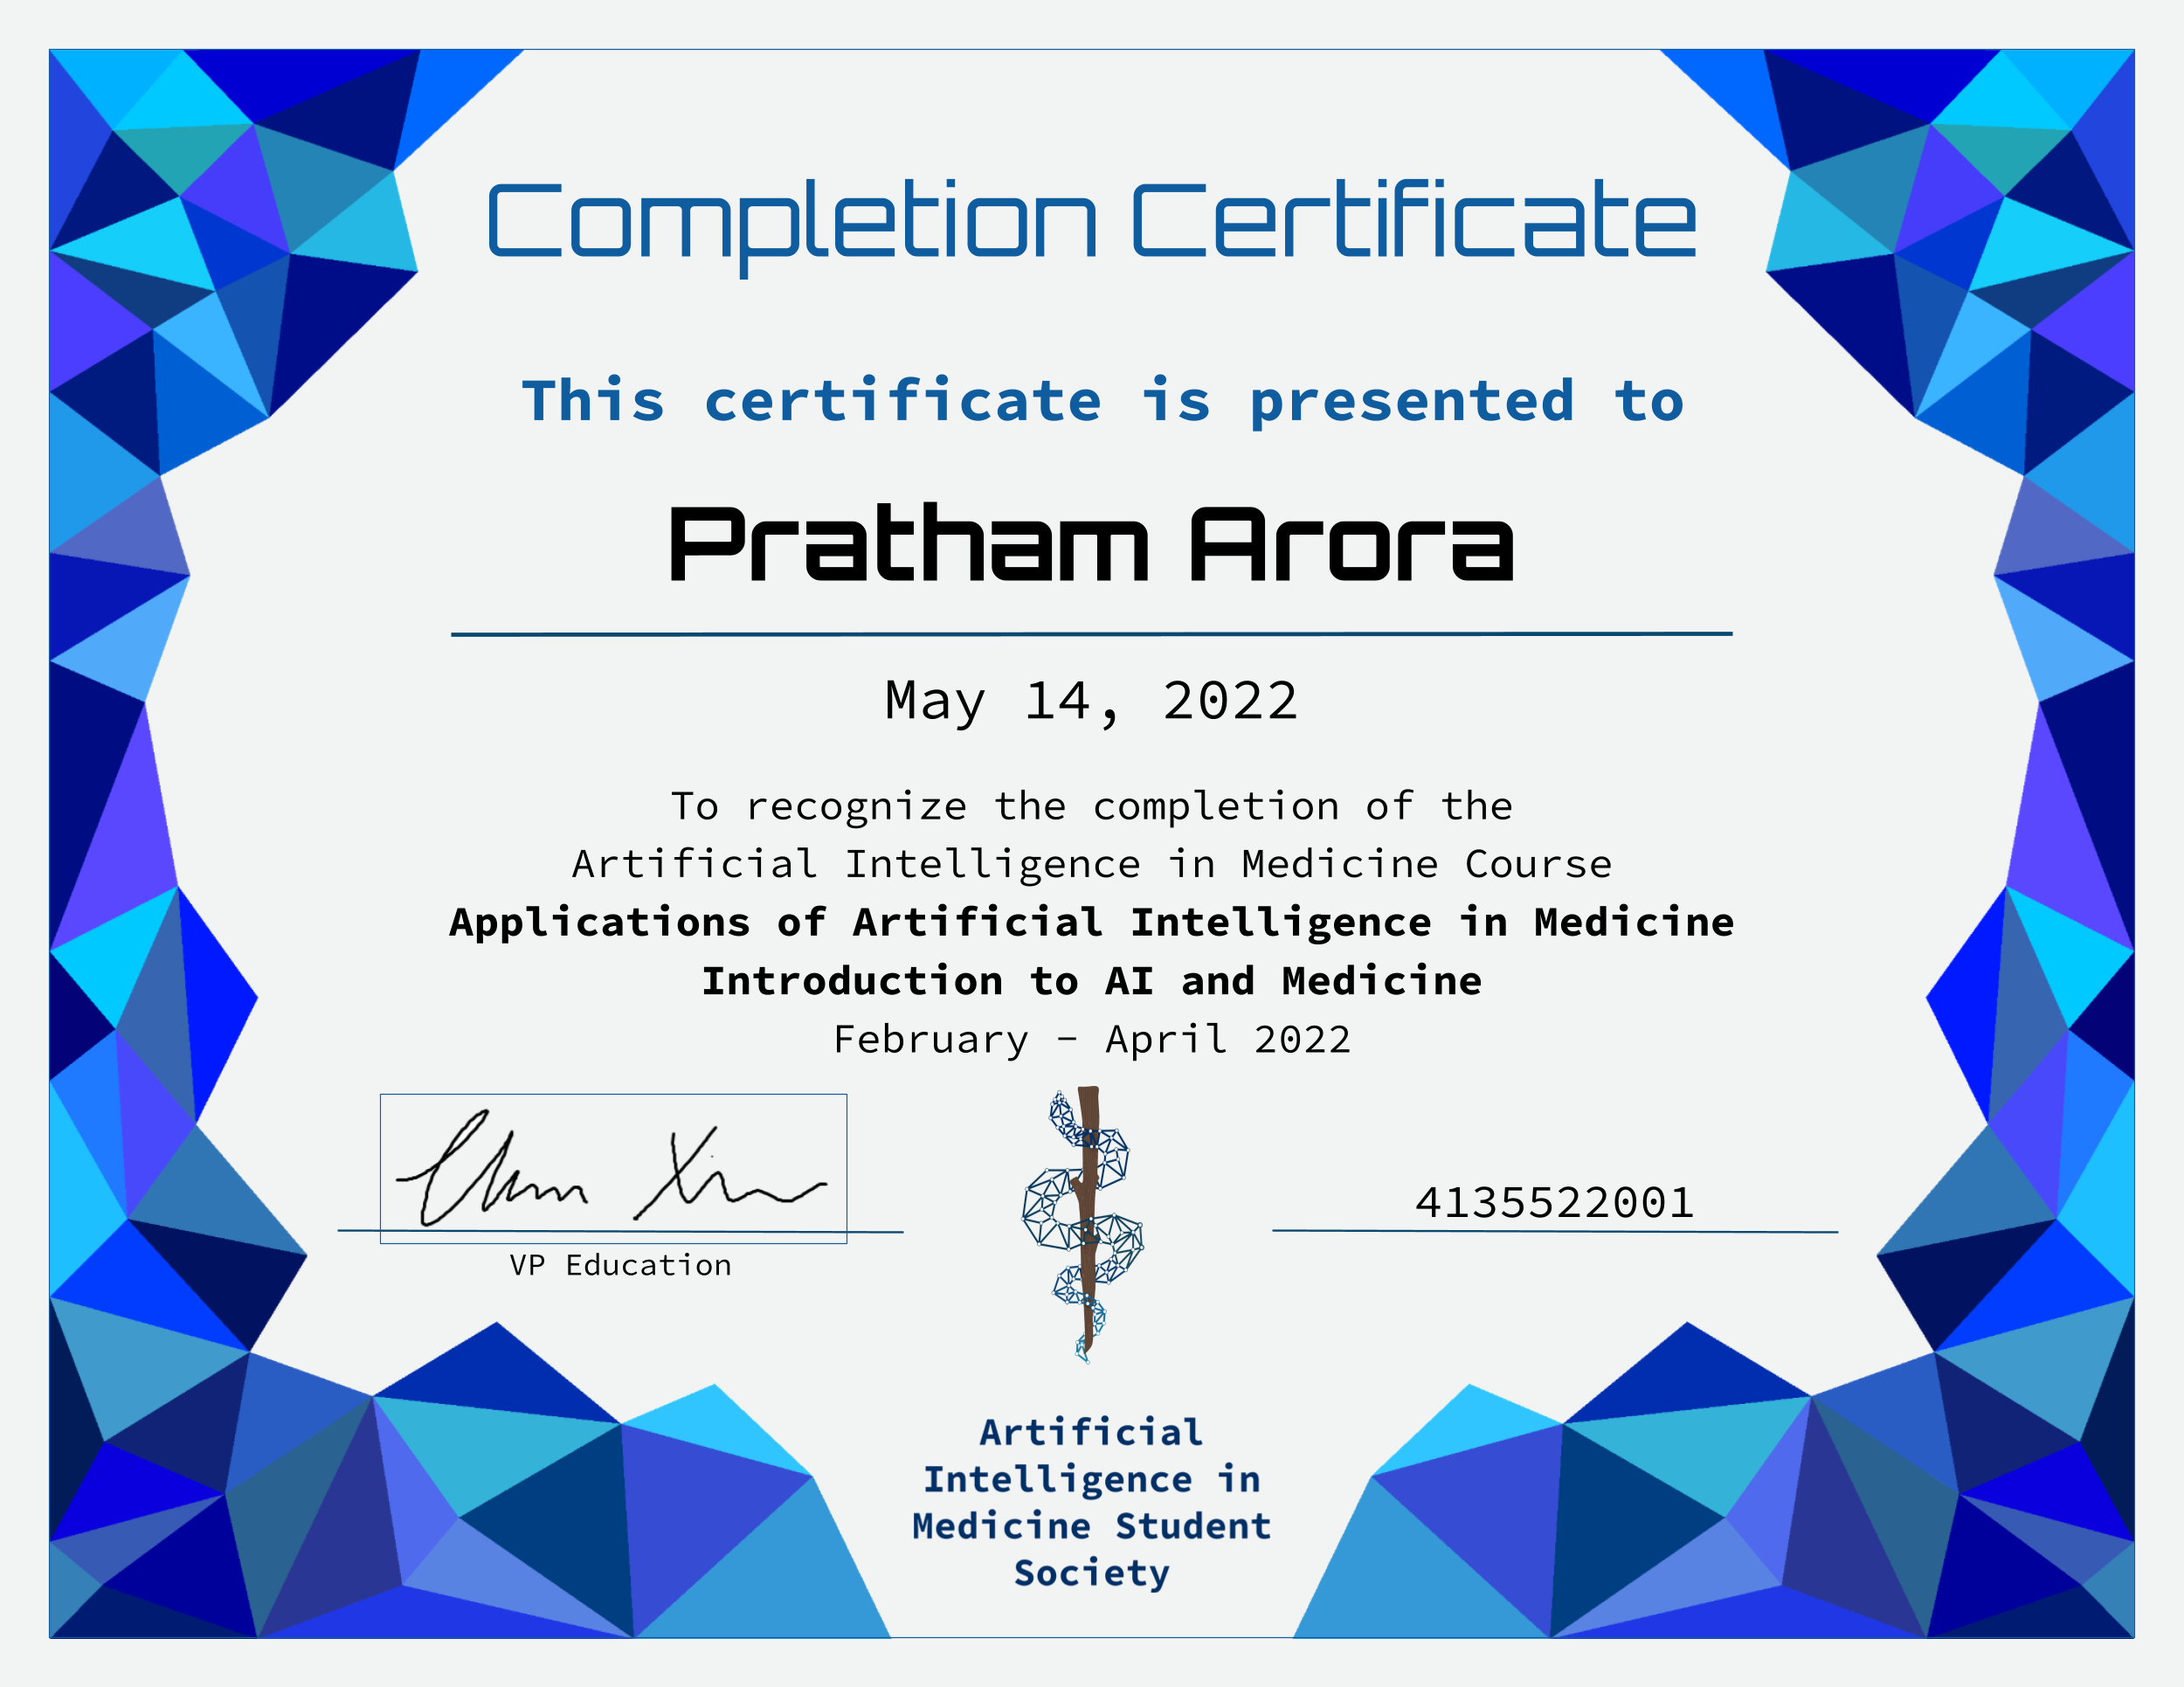 Completion Certificate
This certificate is presented to
Pratham Arora
May 14, 2022
To recognize the completion of the
Artificial Intelligence in Medicine Course
Applications of Artificial Intelligence in Medicine
Introduction to AI and Medicine
February - April 2022
4135522001
VP Education
Artificial
Intelligence in
Medicine Student
Society